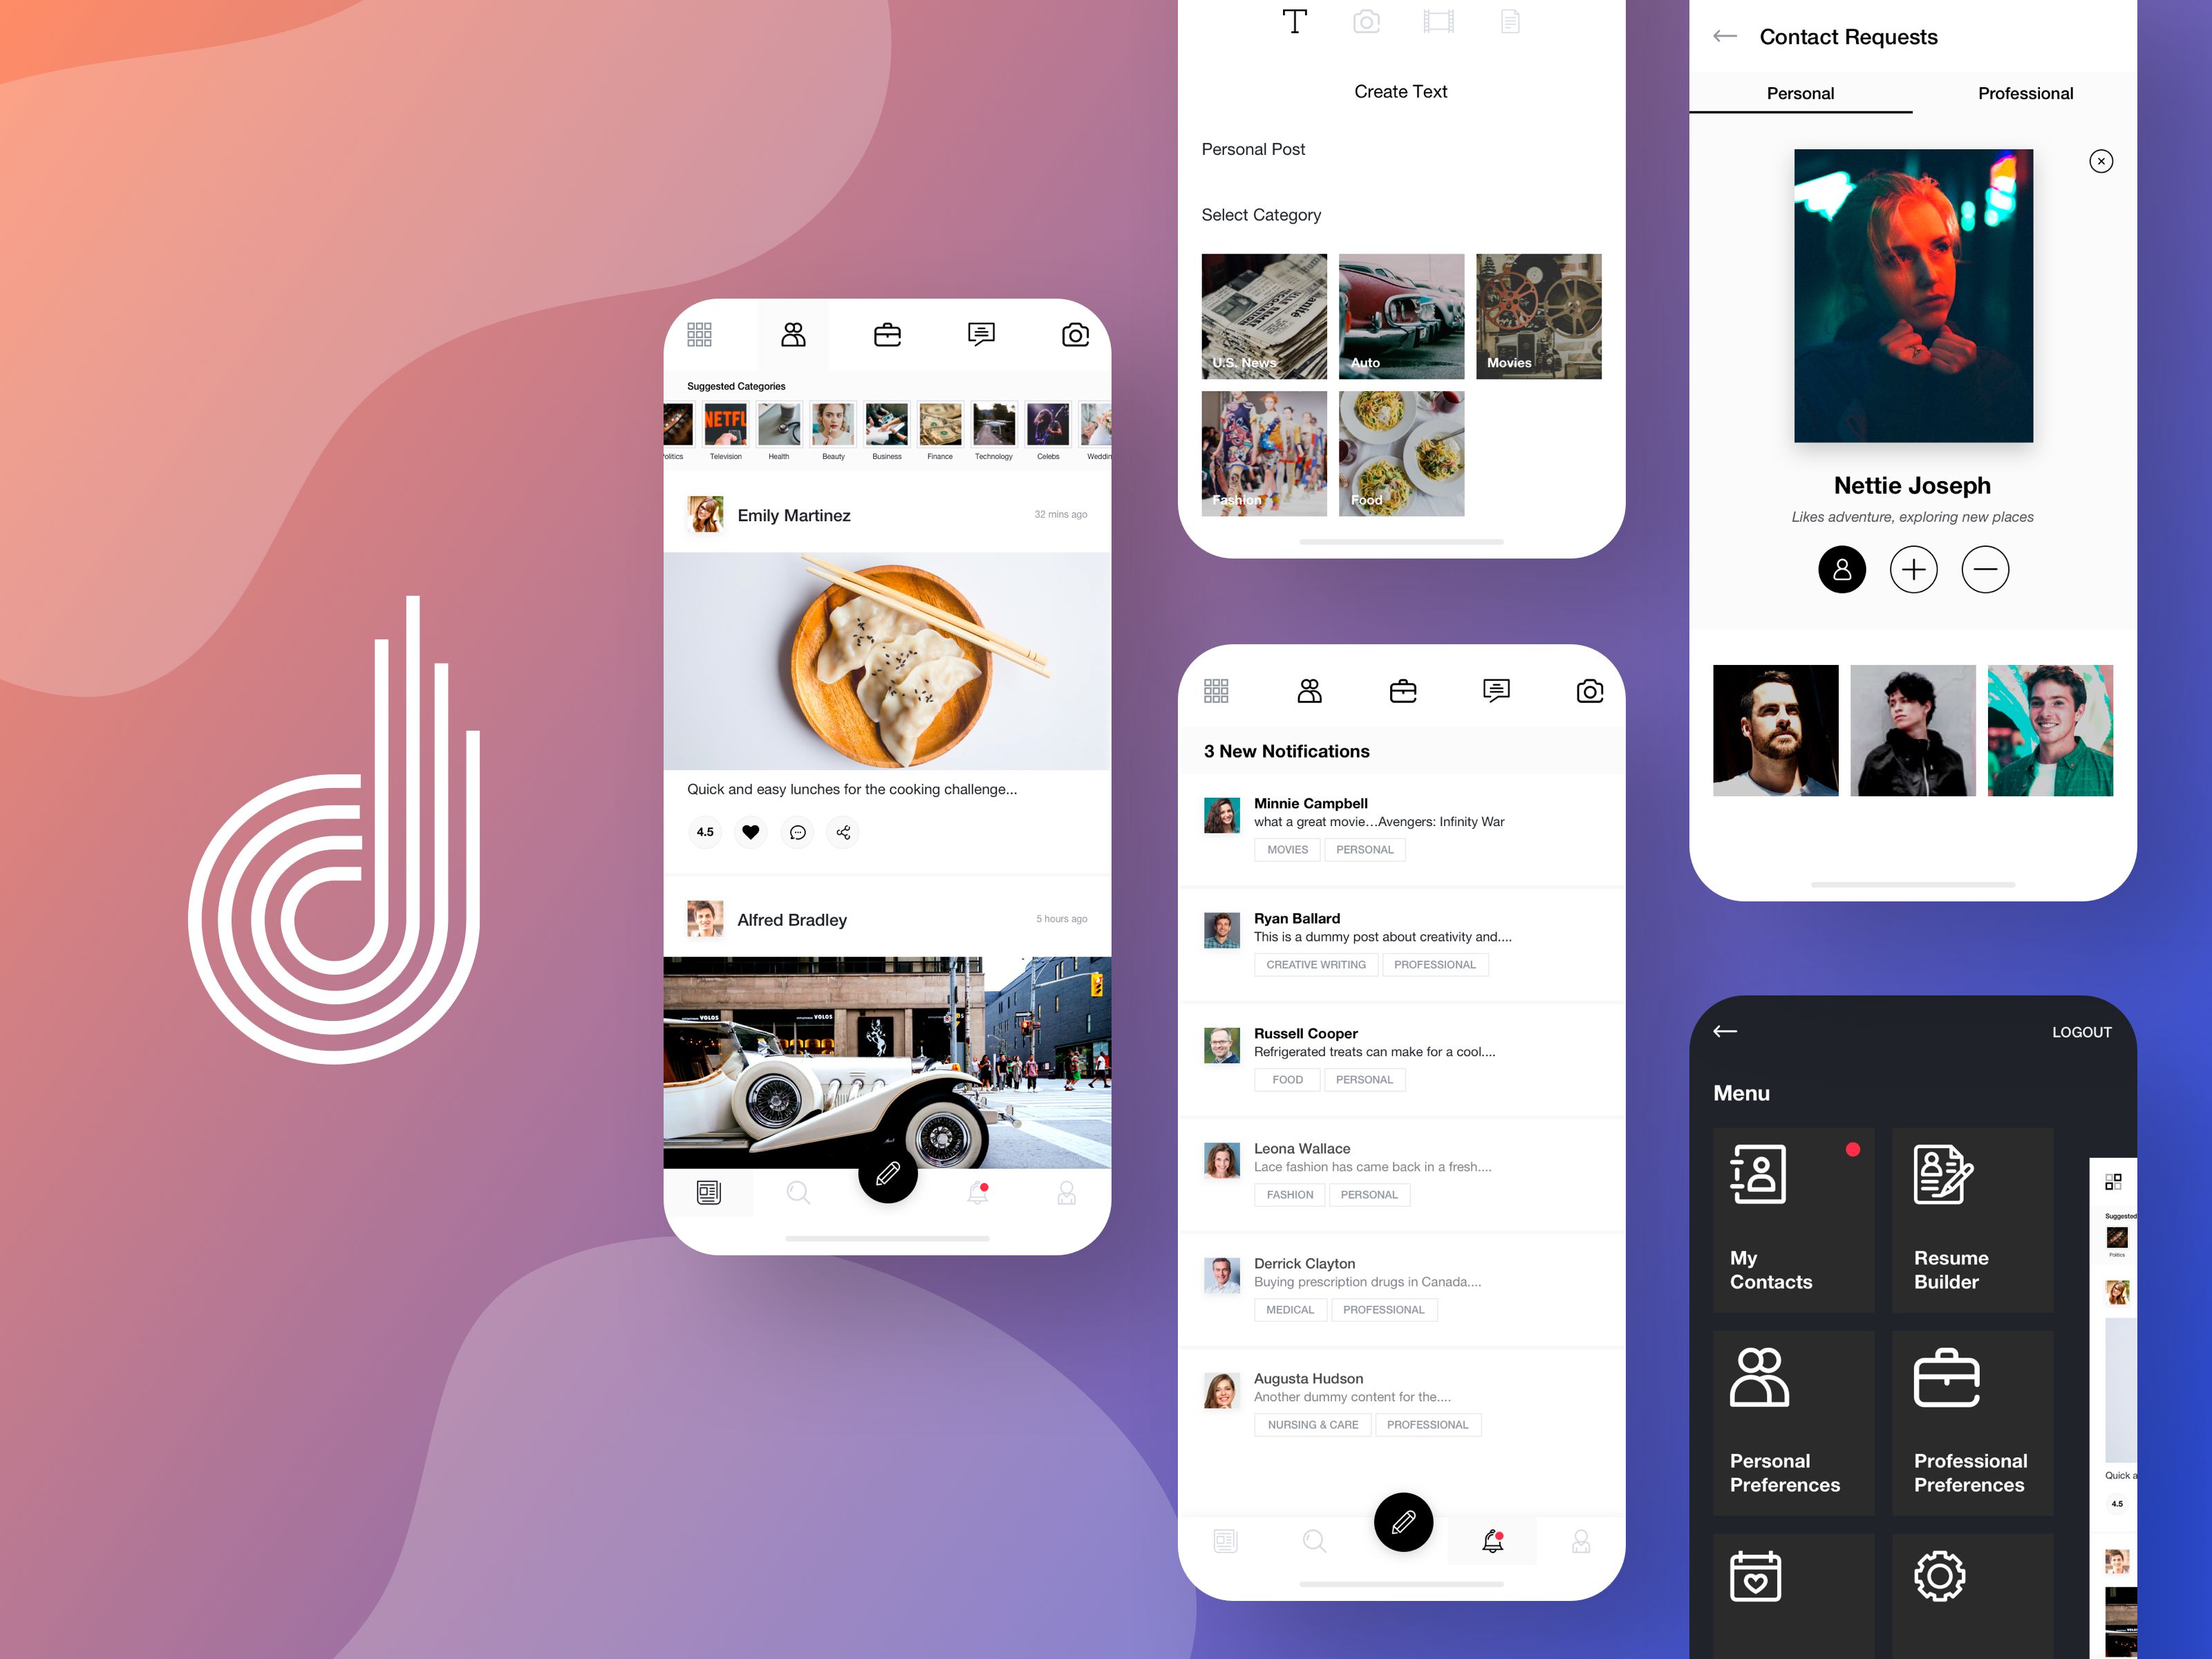 Suggested Categories
NETFL
olitics
Television
Health
Beauty
Business
Finance
Technology
Celebs
Weddin
Emily Martinez
32 mins ago
Quick and easy lunches for the cooking challenge...
4.5
Alfred Bradley
5 hours ago
VOLOS
VOLOS
Create Text
Personal Post
Select Category
U.S. News
Auto
Movies
Fashion
Food
3 New Notifications
Minnie Campbell
what a great movie...Avengers: Infinity War
MOVIES
PERSONAL
Ryan Ballard
This is a dummy post about creativity and....
CREATIVE WRITING
PROFESSIONAL
Russell Cooper
Refrigerated treats can make for a cool....
FOOD
PERSONAL
Leona Wallace
Lace fashion has came back in a fresh....
FASHION
PERSONAL
Derrick Clayton
Buying prescription drugs in Canada....
MEDICAL
PROFESSIONAL
Augusta Hudson
Another dummy content for the....
NURSING & CARE
PROFESSIONAL
Contact Requests
Personal
Professional
Nettie Joseph
Likes adventure, exploring new places
LOGOUT
Menu
My
Contacts
Resume
Builder
Personal
Preferences
Professional
Preferences
Suggested
Politics
Quick a
4.5